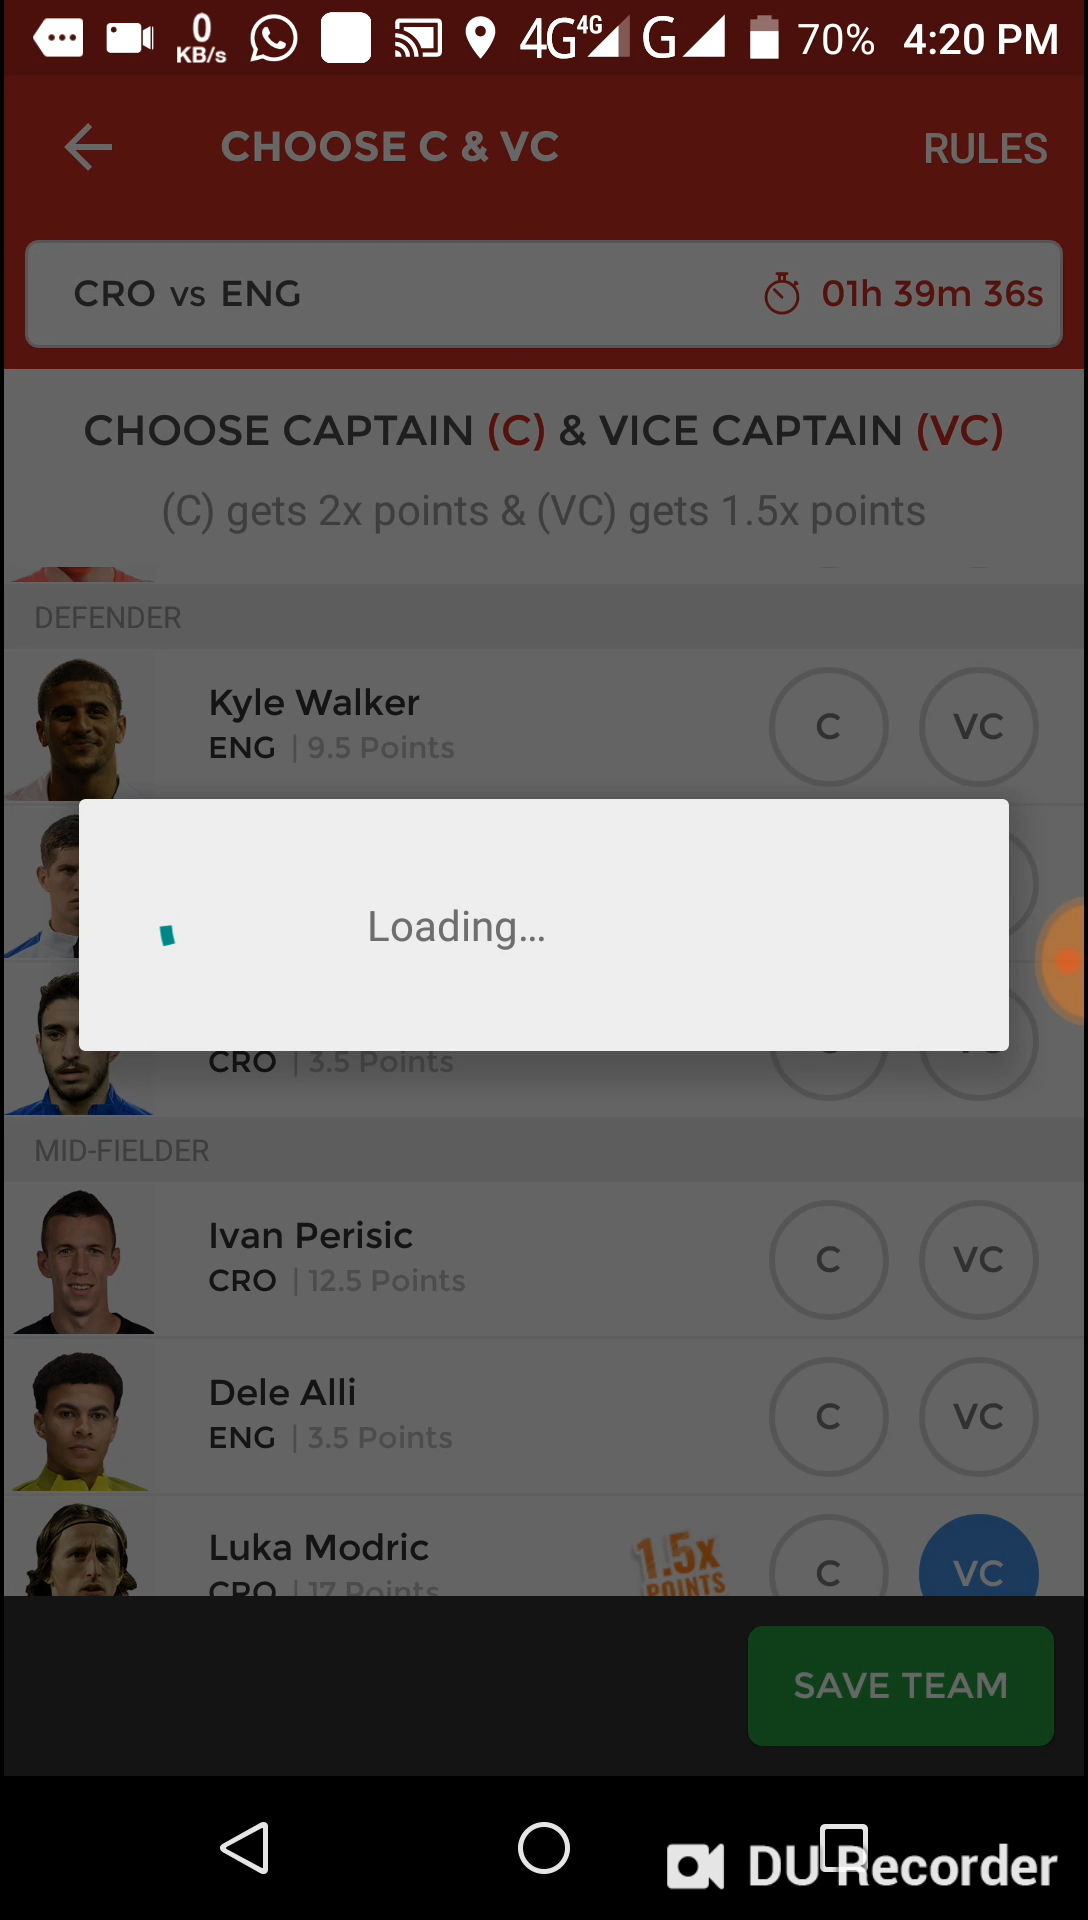 0
KB/s
4G 4G G 70% 4:20 PM
CHOOSE C & VC
RULES
CRO vs ENG
01h 39m 36s
CHOOSE CAPTAIN (C) & VICE CAPTAIN (VC)
(C) gets 2x points & (VC) gets 1.5x points
DEFENDER
Kyle Walker
ENG | 9.5 Points
C
VC
Loading...
CRO | 3.5 Points
MID-FIELDER
Ivan Perisic
CRO | 12.5 Points
C
VC
Dele Alli
ENG | 3.5 Points
C
VC
Luka Modric
CRO | 17 Points
1.5x
POINTS
C
VC
SAVE TEAM
DU Recorder